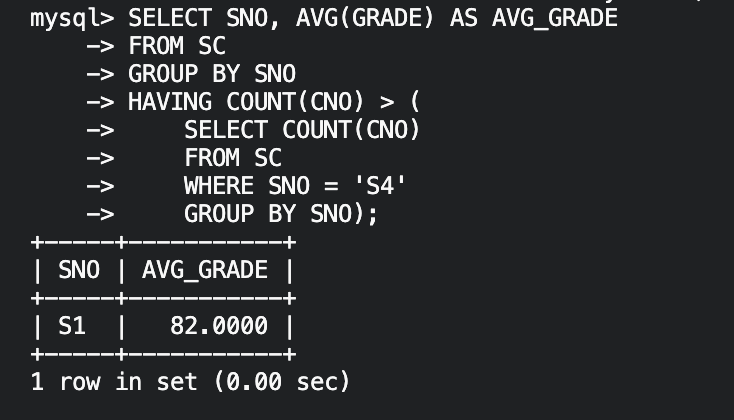 mysql> SELECT SNO, AVG(GRADE) AS AVG_GRADE
    -> FROM SC
    -> GROUP BY SNO
    -> HAVING COUNT(CNO) > (
    ->     SELECT COUNT(CNO)
    ->     FROM SC
    ->     WHERE SNO = 'S4'
    ->     GROUP BY SNO);
+-----+-----------+
| SNO | AVG_GRADE |
+-----+-----------+
| S1  |   82.0000 |
+-----+-----------+
1 row in set (0.00 sec)